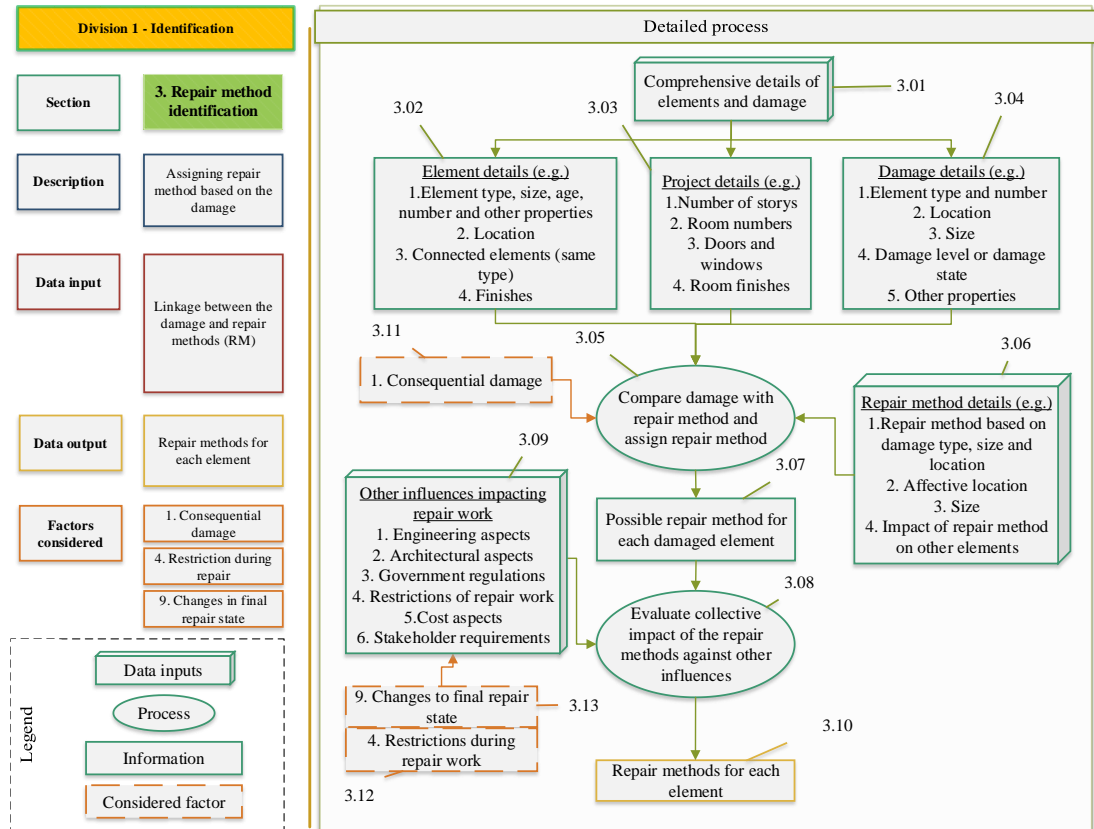 Division 1 - Identification
Section
3. Repair method
identification
Description
Assigning repair
method based on the
damage
Data input
Linkage between the
damage and repair
methods (RM)
Data output
Repair methods for
each element
Factors
considered
1. Consequential
damage
4. Restriction during
repair
9. Changes in final
repair state
Legend
Data inputs
Process
Information
Considered factor
Detailed process
Comprehensive details of
elements and damage
3.01
3.02
3.03
3.04
Element details (e.g.)
1.Element type, size, age,
number and other properties
2. Location
3. Connected elements (same
type)
4. Finishes
Project details (e.g.)
1.Number of storys
2. Room numbers
3. Doors and
windows
4. Room finishes
Damage details (e.g.)
1.Element type and number
2. Location
3. Size
4. Damage level or damage
state
5. Other properties
3.11
1. Consequential damage
3.05
Compare damage with
repair method and
assign repair method
3.06
Repair method details (e.g.)
1.Repair method based on
damage type, size and
location
2. Affective location
3. Size
4. Impact of repair method
on other elements
3.09
Other influences impacting
repair work
1. Engineering aspects
2. Architectural aspects
3. Government regulations
4. Restrictions of repair work
5.Cost aspects
6. Stakeholder requirements
3.07
Possible repair method for
each damaged element
3.08
Evaluate collective
impact of the repair
methods against other
influences
9. Changes to final repair
state
3.13
4. Restrictions during
repair work
3.12
3.10
Repair methods for each
element